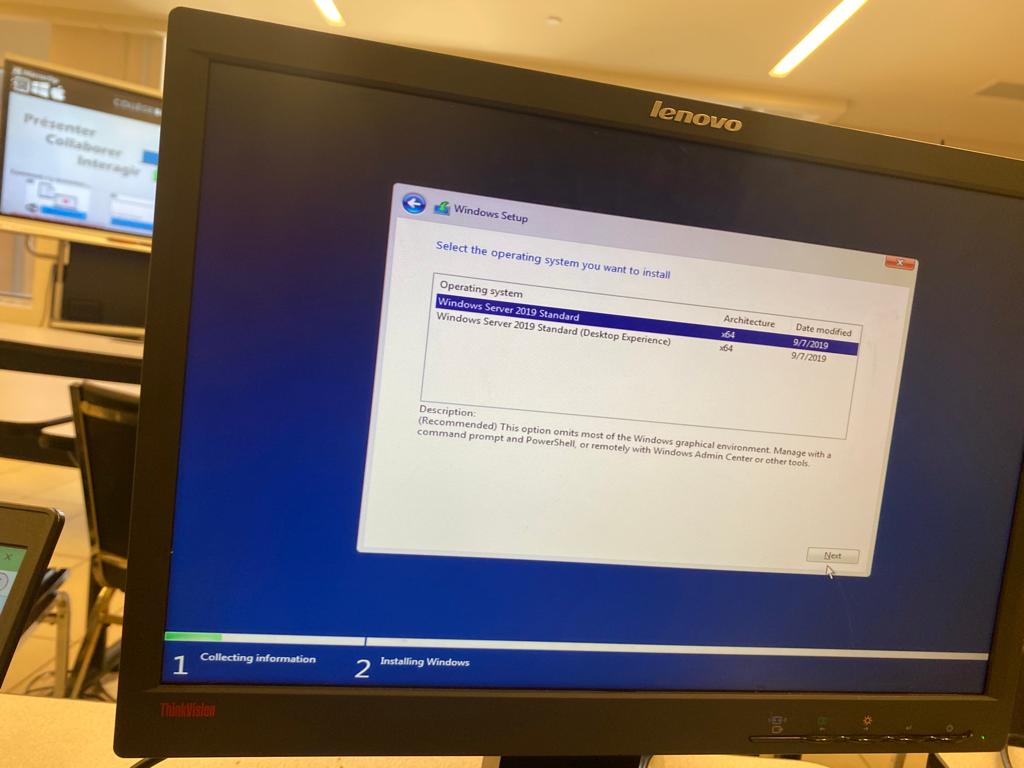 lenovo
COLLÈGE
Présenter
Collaborer
Interagir
Windows Setup
Select the operating system you want to install
Operating system Architecture Date modified
Windows Server 2019 Standard x64 9/7/2019
Windows Server 2019 Standard (Desktop Experience) x64 9/7/2019
Description:
(Recommended) This option omits most of the Windows graphical environment. Manage with a
command prompt and PowerShell, or remotely with Windows Admin Center or other tools.
Next
1 Collecting information
2 Installing Windows
ThinkVision